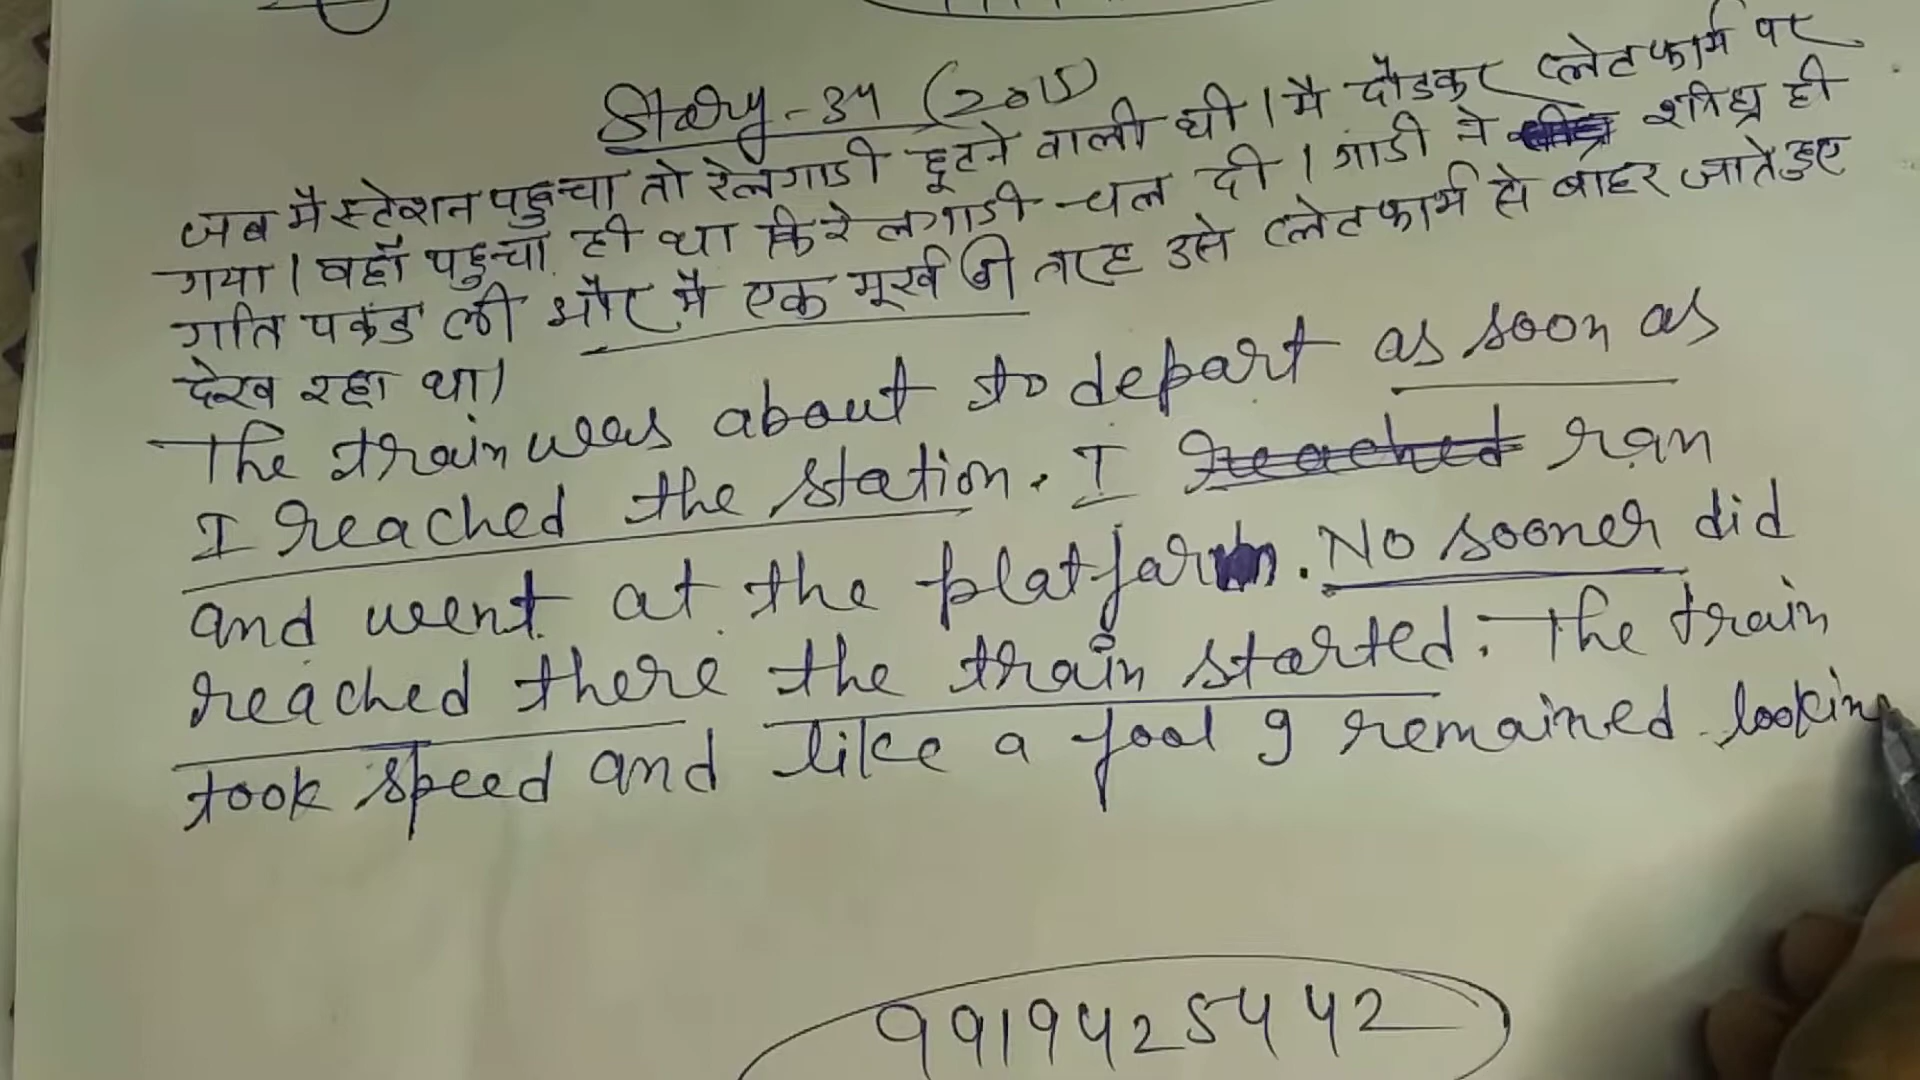 Story-34 (2015)
जब मै स्टेशन पहुन्चा तो रेलगाडी छूटने वाली थी । मै दौडकर प्लेटफार्म पर
गया । वहाँ पहुन्चा ही था कि रेलगाडी चल दी । गाडी ने शीघ्र ही
गति पकड ली और मै एक मूर्ख की तरह उसे प्लेटफार्म से बाहर जाते हुए
देख रहा था।
The train was about to depart as soon as
I reached the station. I reached ran
and went at the platform. No sooner did
reached there the train started. The train
took speed and like a fool I remained looking
9919425442